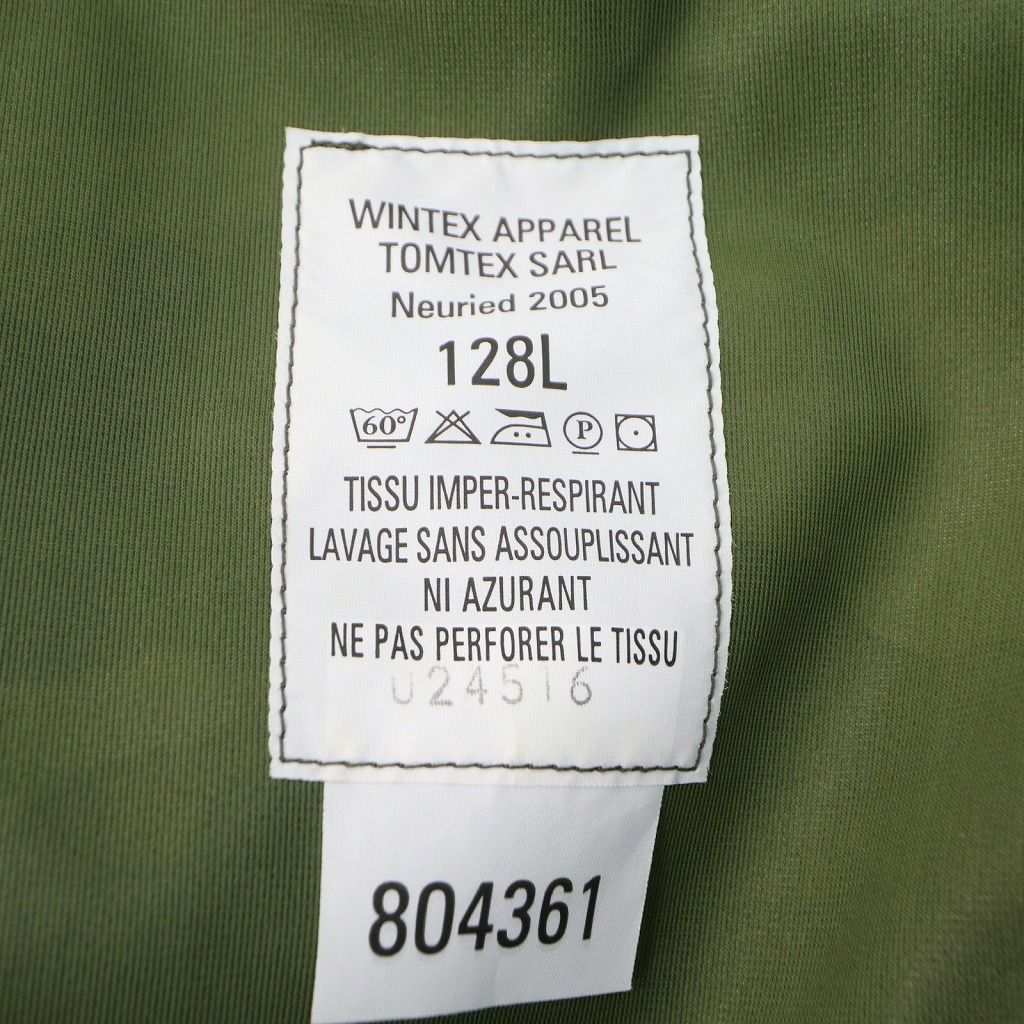 WINTEX APPAREL
TOMTEX SARL
Neuried 2005
128L
60° P
TISSU IMPER-RESPIRANT
LAVAGE SANS ASSOUPLISSANT
NI AZURANT
NE PAS PERFORER LE TISSU
024516
804361